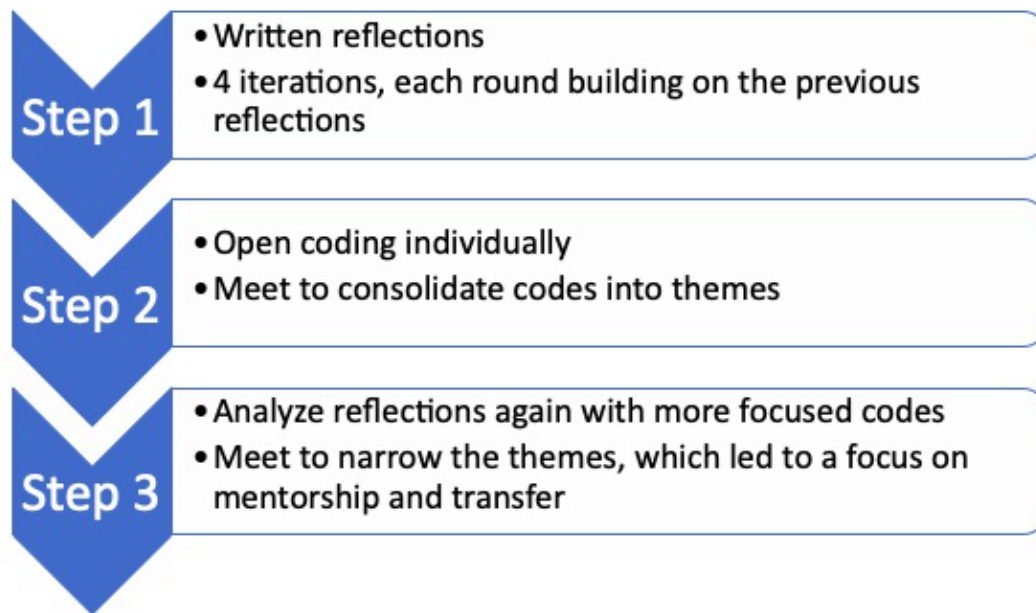 Step 1
• Written reflections
• 4 iterations, each round building on the previous
reflections
Step 2
• Open coding individually
• Meet to consolidate codes into themes
Step 3
• Analyze reflections again with more focused codes
• Meet to narrow the themes, which led to a focus on
mentorship and transfer